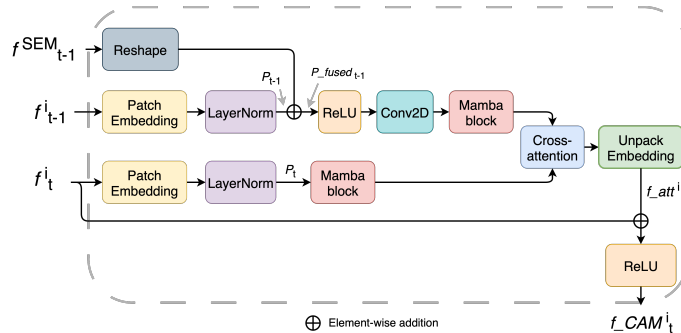 f SEM t-1
Reshape
P t-1
P_fused t-1
f i t-1
Patch
Embedding
LayerNorm
ReLU
Conv2D
Mamba
block
Cross-
attention
Unpack
Embedding
f i t
Patch
Embedding
LayerNorm
P t
Mamba
block
f_att i
ReLU
f_CAM i t
Element-wise addition